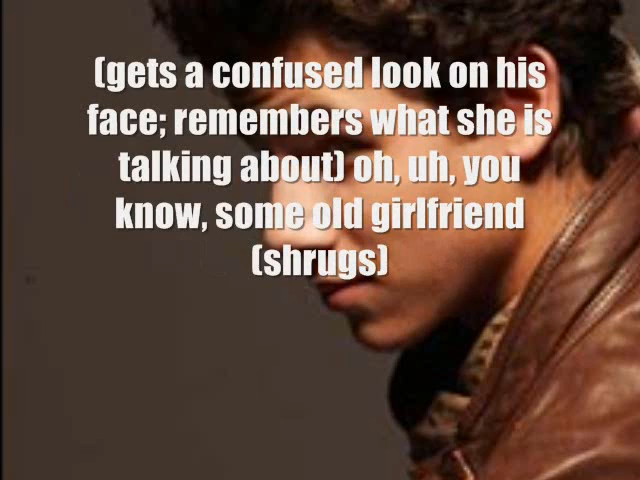 (gets a confused look on his
face; remembers what she is
talking about) oh, uh, you
know, some old girlfriend
(shrugs)